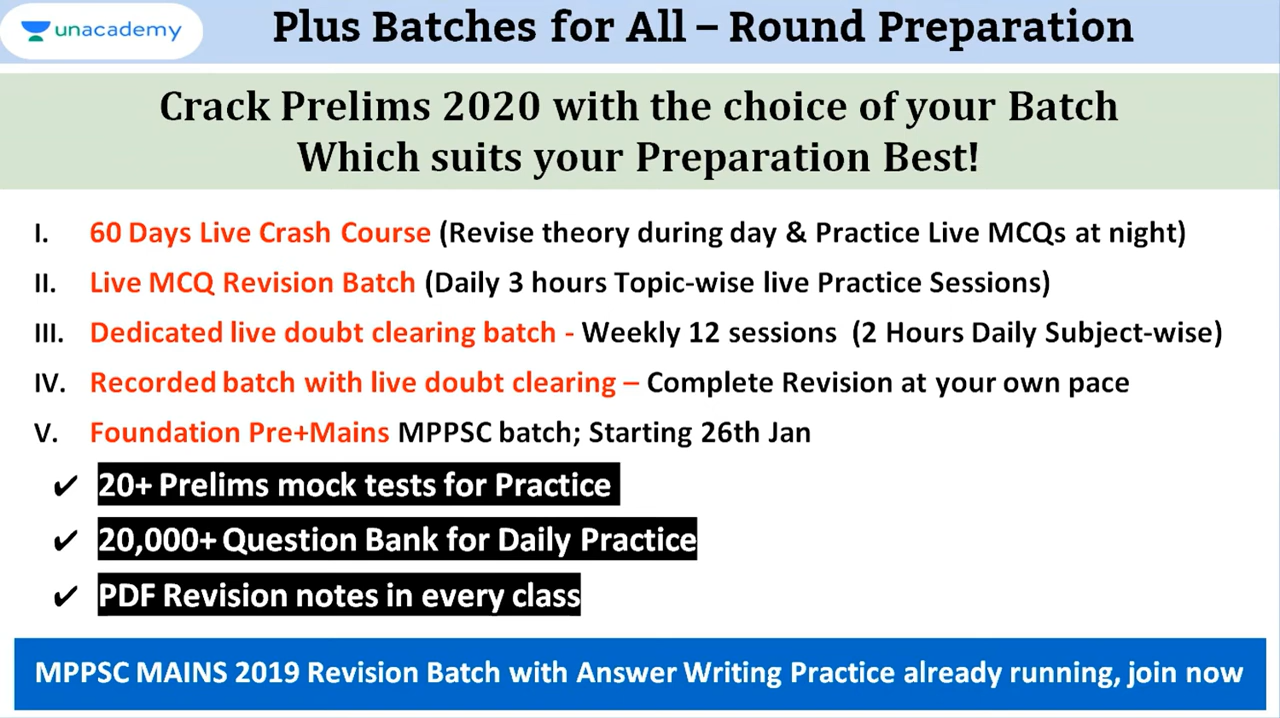 unacademy
Plus Batches for All – Round Preparation
Crack Prelims 2020 with the choice of your Batch
Which suits your Preparation Best!
I. 60 Days Live Crash Course (Revise theory during day & Practice Live MCQs at night)
II. Live MCQ Revision Batch (Daily 3 hours Topic-wise live Practice Sessions)
III. Dedicated live doubt clearing batch - Weekly 12 sessions (2 Hours Daily Subject-wise)
IV. Recorded batch with live doubt clearing – Complete Revision at your own pace
V. Foundation Pre+Mains MPPSC batch; Starting 26th Jan
✔ 20+ Prelims mock tests for Practice
✔ 20,000+ Question Bank for Daily Practice
✔ PDF Revision notes in every class
MPPSC MAINS 2019 Revision Batch with Answer Writing Practice already running, join now